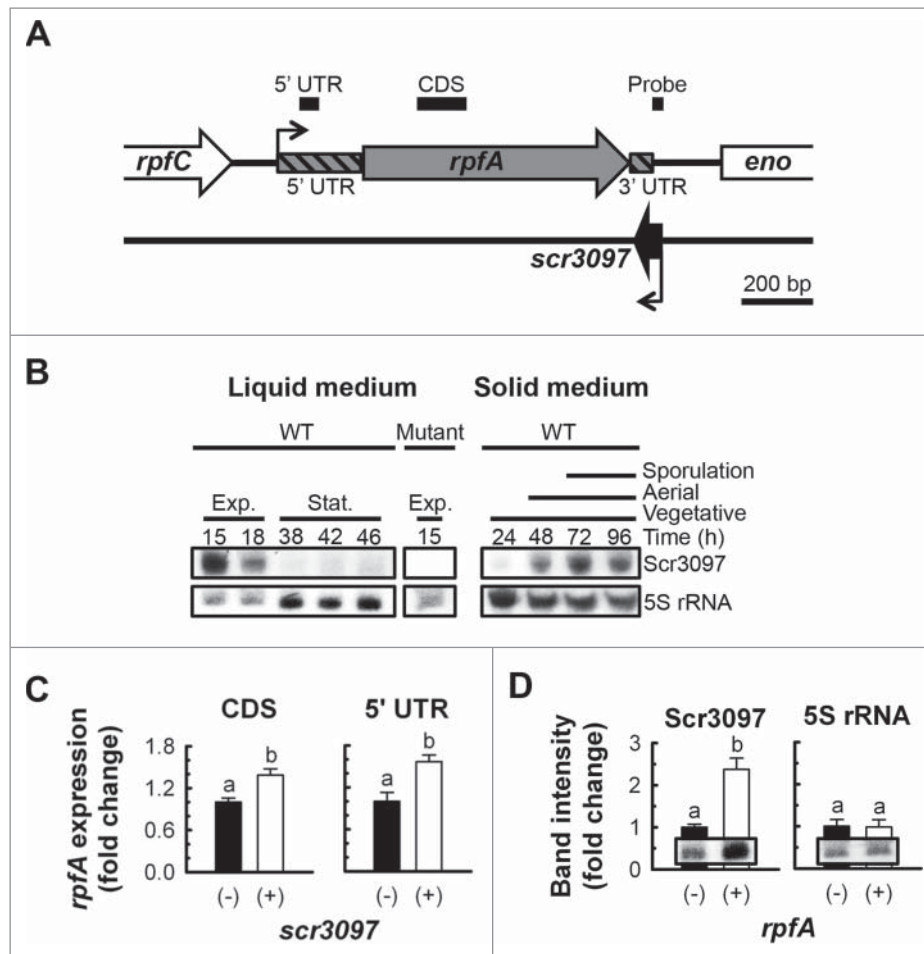 A
5' UTR CDS Probe
rpfC rpfA eno
5' UTR 3' UTR
scr3097
200 bp
B
Liquid medium Solid medium
WT Mutant WT
Sporulation
Aerial
Exp. Stat. Exp. Vegetative
15 18 38 42 46 15 24 48 72 96 Time (h)
Scr3097
5S rRNA
C
CDS 5' UTR
rpfA expression
(fold change)
1.8
1.2
0.6
0.0
a b a b
(-) (+) (-) (+)
scr3097
D
Scr3097 5S rRNA
Band intensity
(fold change)
3
2
1
0
a b a a
(-) (+) (-) (+)
rpfA